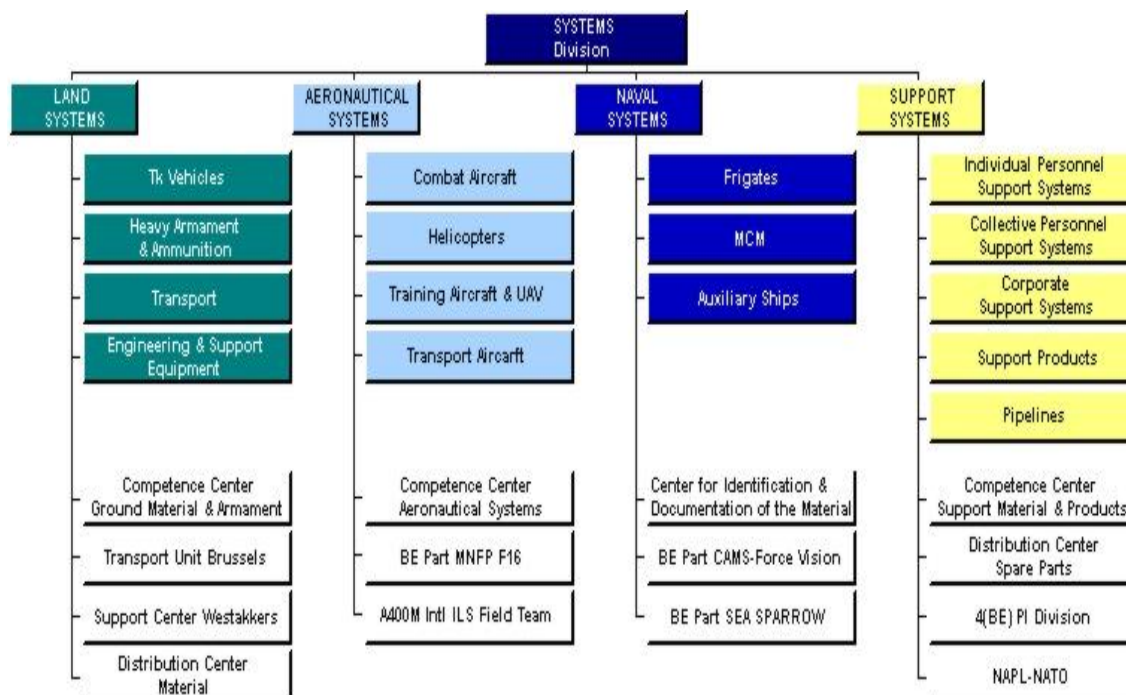 SYSTEMS
Division
LAND
SYSTEMS
AERONAUTICAL
SYSTEMS
NAVAL
SYSTEMS
SUPPORT
SYSTEMS
Tk Vehicles
Heavy Armament
& Ammunition
Transport
Engineering & Support
Equipment
Competence Center
Ground Material & Armament
Transport Unit Brussels
Support Center Westakkers
Distribution Center
Material
Combat Aircraft
Helicopters
Training Aircraft & UAV
Transport Aircarft
Competence Center
Aeronautical Systems
BE Part MNFP F16
A400M Intl ILS Field Team
Frigates
MCM
Auxiliary Ships
Center for Identification &
Documentation of the Material
BE Part CAMS-Force Vision
BE Part SEA SPARROW
Individual Personnel
Support Systems
Collective Personnel
Support Systems
Corporate
Support Systems
Support Products
Pipelines
Competence Center
Support Material & Products
Distribution Center
Spare Parts
4(BE) PI Division
NAPL-NATO